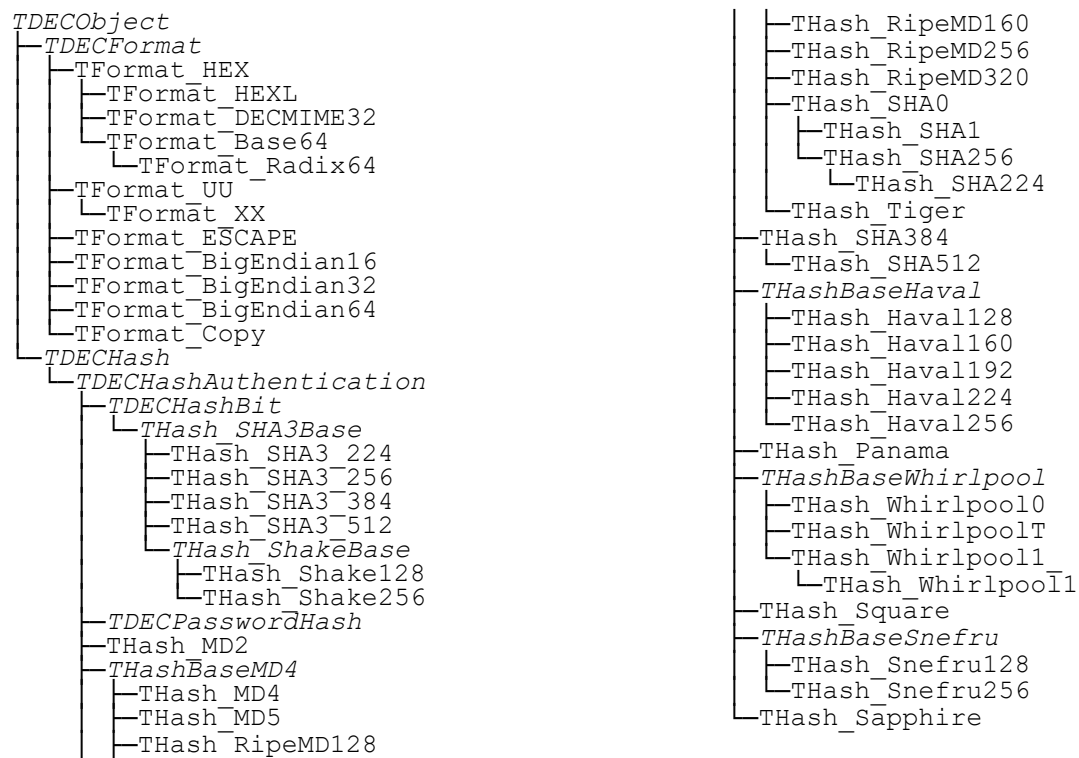 TDECObject
TDECFormat
TFormat_HEX
TFormat_HEXL
TFormat_DECMIME32
TFormat_Base64
TFormat_Radix64
TFormat_UU
TFormat_XX
TFormat_ESCAPE
TFormat_BigEndian16
TFormat_BigEndian32
TFormat_BigEndian64
TFormat_Copy
TDECHash
TDECHashAuthentication
TDECHashBit
THash_SHA3Base
THash_SHA3_224
THash_SHA3_256
THash_SHA3_384
THash_SHA3_512
THash_ShakeBase
THash_Shake128
THash_Shake256
TDECPasswordHash
THash_MD2
THashBaseMD4
THash_MD4
THash_MD5
THash_RipeMD128
THash_RipeMD160
THash_RipeMD256
THash_RipeMD320
THash_SHA0
THash_SHA1
THash_SHA256
THash_SHA224
THash_Tiger
THash_SHA384
THash_SHA512
THashBaseHaval
THash_Haval128
THash_Haval160
THash_Haval192
THash_Haval224
THash_Haval256
THash_Panama
THashBaseWhirlpool
THash_Whirlpool0
THash_WhirlpoolT
THash_Whirlpool1_
THash_Whirlpool1
THash_Square
THashBaseSnefru
THash_Snefru128
THash_Snefru256
THash_Sapphire